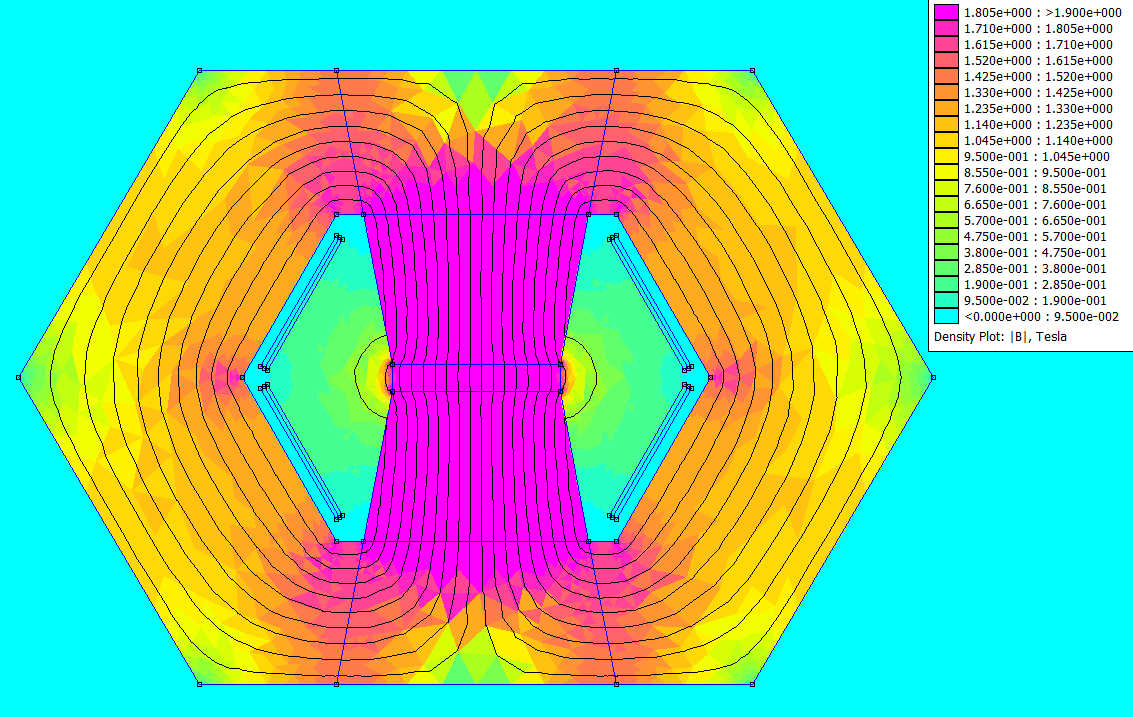 1.805e+000 : >1.900e+000
1.710e+000 : 1.805e+000
1.615e+000 : 1.710e+000
1.520e+000 : 1.615e+000
1.425e+000 : 1.520e+000
1.330e+000 : 1.425e+000
1.235e+000 : 1.330e+000
1.140e+000 : 1.235e+000
1.045e+000 : 1.140e+000
9.500e-001 : 1.045e+000
8.550e-001 : 9.500e-001
7.600e-001 : 8.550e-001
6.650e-001 : 7.600e-001
5.700e-001 : 6.650e-001
4.750e-001 : 5.700e-001
3.800e-001 : 4.750e-001
2.850e-001 : 3.800e-001
1.900e-001 : 2.850e-001
9.500e-002 : 1.900e-001
<0.000e+000 : 9.500e-002
Density Plot: |B|, Tesla